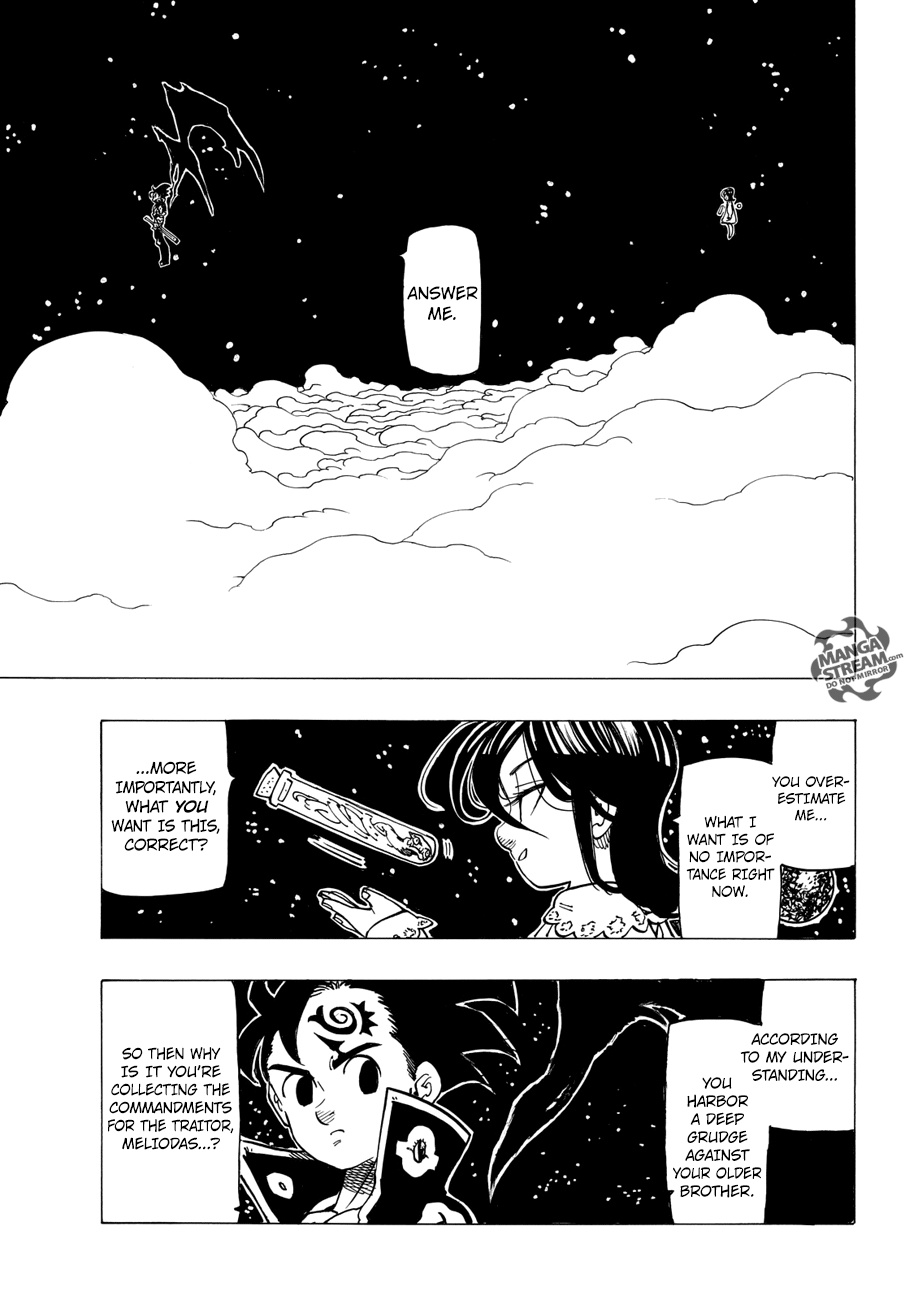 ANSWER
ME.
MANGA
STREAM.com
DO NOT MIRROR
YOU OVER-
ESTIMATE
ME...
WHAT I
WANT IS OF
NO IMPOR-
TANCE RIGHT
NOW.
...MORE
IMPORTANTLY,
WHAT YOU
WANT IS THIS,
CORRECT?
ACCORDING
TO MY UNDER-
STANDING...
YOU
HARBOR
A DEEP
GRUDGE
AGAINST
YOUR OLDER
BROTHER.
SO THEN WHY
IS IT YOU'RE
COLLECTING THE
COMMANDMENTS
FOR THE TRAITOR,
MELIODAS...?